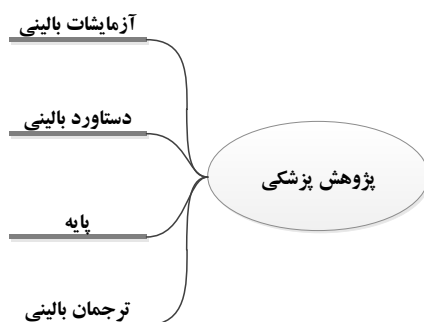 آزمایشات بالینی
دستاورد بالینی
پژوهش پزشکی
پایه
ترجمان بالینی